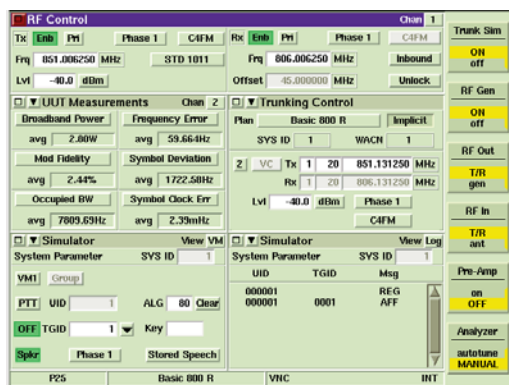 RF Control Chan 1
Tx Enb Pri Phase 1 C4FM Rx Enb Pri Phase 1 C4FM
Frq 851.006250 MHz STD 1011 Frq 806.006250 MHz Inbound
Lvl -40.0 dBm Offset 45.000000 MHz Unlock
UUT Measurements Chan 2
Broadband Power Frequency Error
avg 2.00W avg 59.664Hz
Mod Fidelity Symbol Deviation
avg 2.44% avg 1722.58Hz
Occupied BW Symbol Clock Err
avg 7809.69Hz avg 2.39mHz
Trunking Control
Plan Basic 800 R Implicit
SYS ID 1 WACN 1
2 VC Tx 1 20 851.131250 MHz
Rx 1 20 806.131250 MHz
Lvl -40.0 dBm Phase 1
C4FM
Simulator View VM
System Parameter SYS ID 1
VM1 Group
PTT UID 1 ALG 80 Clear
OFF TGID 1 Key
Spkr Phase 1 Stored Speech
Simulator View Log
System Parameter SYS ID 1
UID TGID Msg
000001 REG
000001 0001 AFF
P25 Basic 800 R VNC INT
Trunk Sim
ON
off
RF Gen
ON
off
RF Out
T/R
gen
RF In
T/R
ant
Pre-Amp
on
OFF
Analyzer
autotune
MANUAL